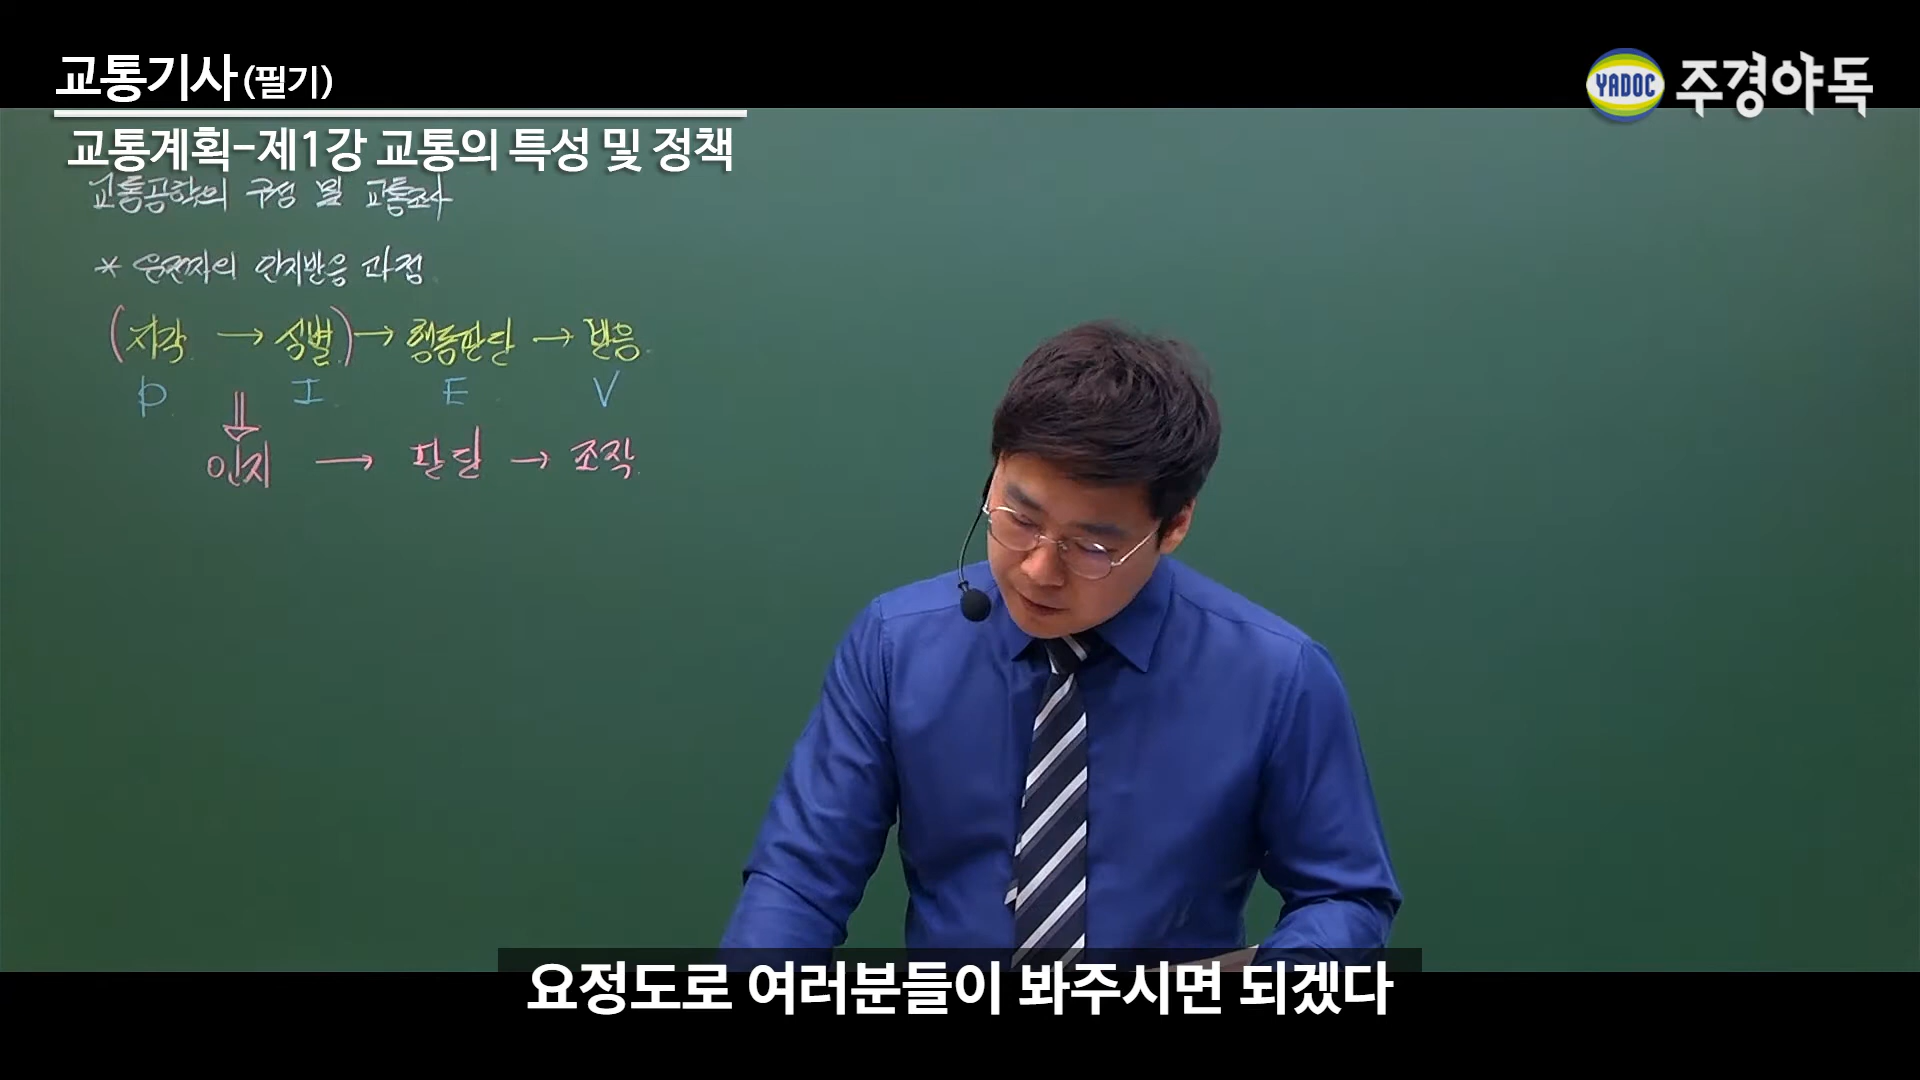 교통기사(필기)
YADOC 주경야독
교통계획-제1강 교통의 특성 및 정책
교통공학의 구성 및 교통조사
* 운전자의 인지반응 과정
(지각 → 식별) → 행동판단 → 반응
P I E V
인지 → 판단 → 조작
요정도로 여러분들이 봐주시면 되겠다